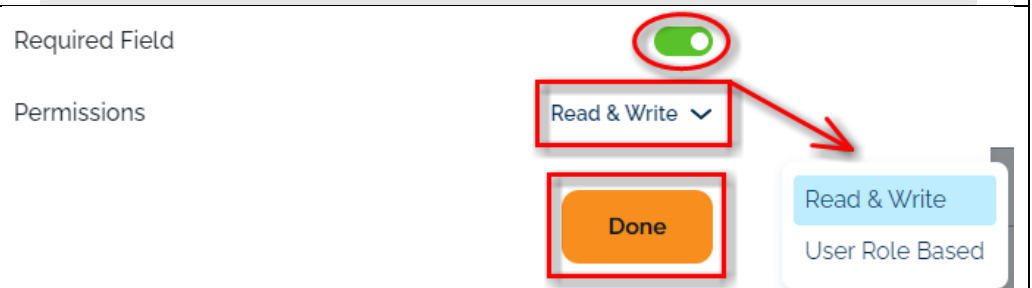 Required Field
Permissions
Read & Write
Done
Read & Write
User Role Based